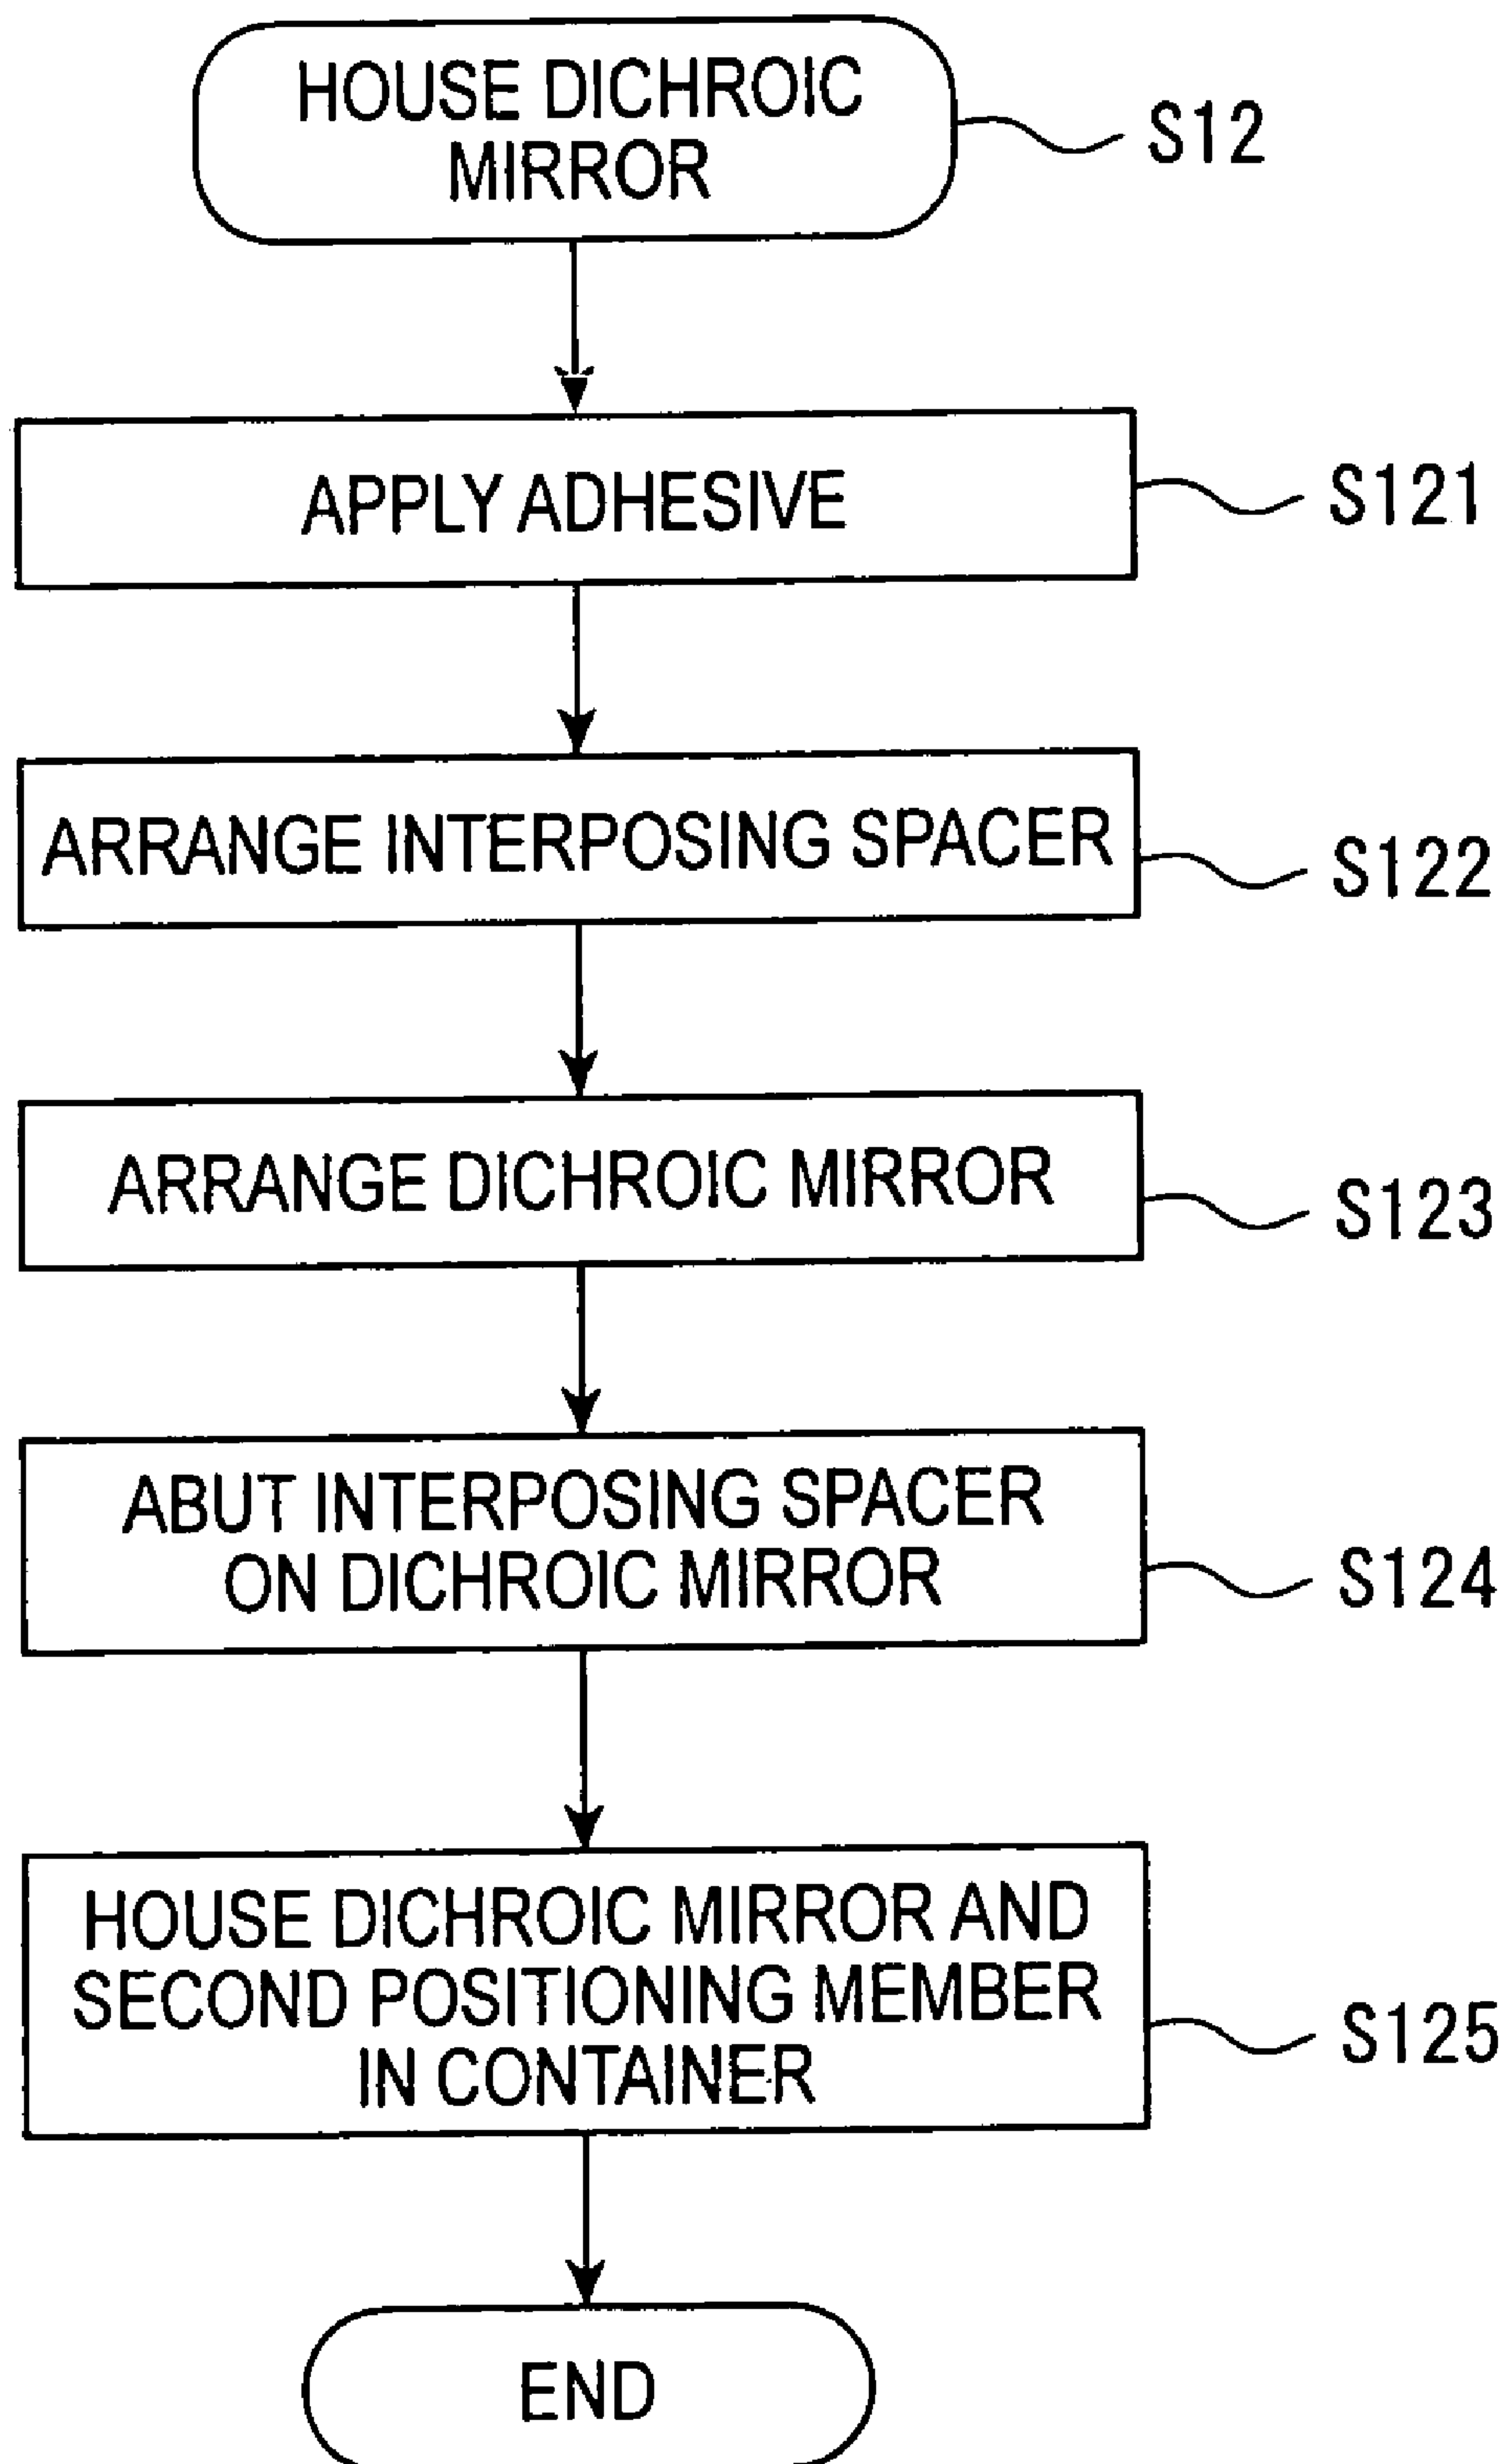 HOUSE DICHROIC
MIRROR
S12
APPLY ADHESIVE
S121
ARRANGE INTERPOSING SPACER
S122
ARRANGE DICHROIC MIRROR
S123
ABUT INTERPOSING SPACER
ON DICHROIC MIRROR
S124
HOUSE DICHROIC MIRROR AND
SECOND POSITIONING MEMBER
IN CONTAINER
S125
END